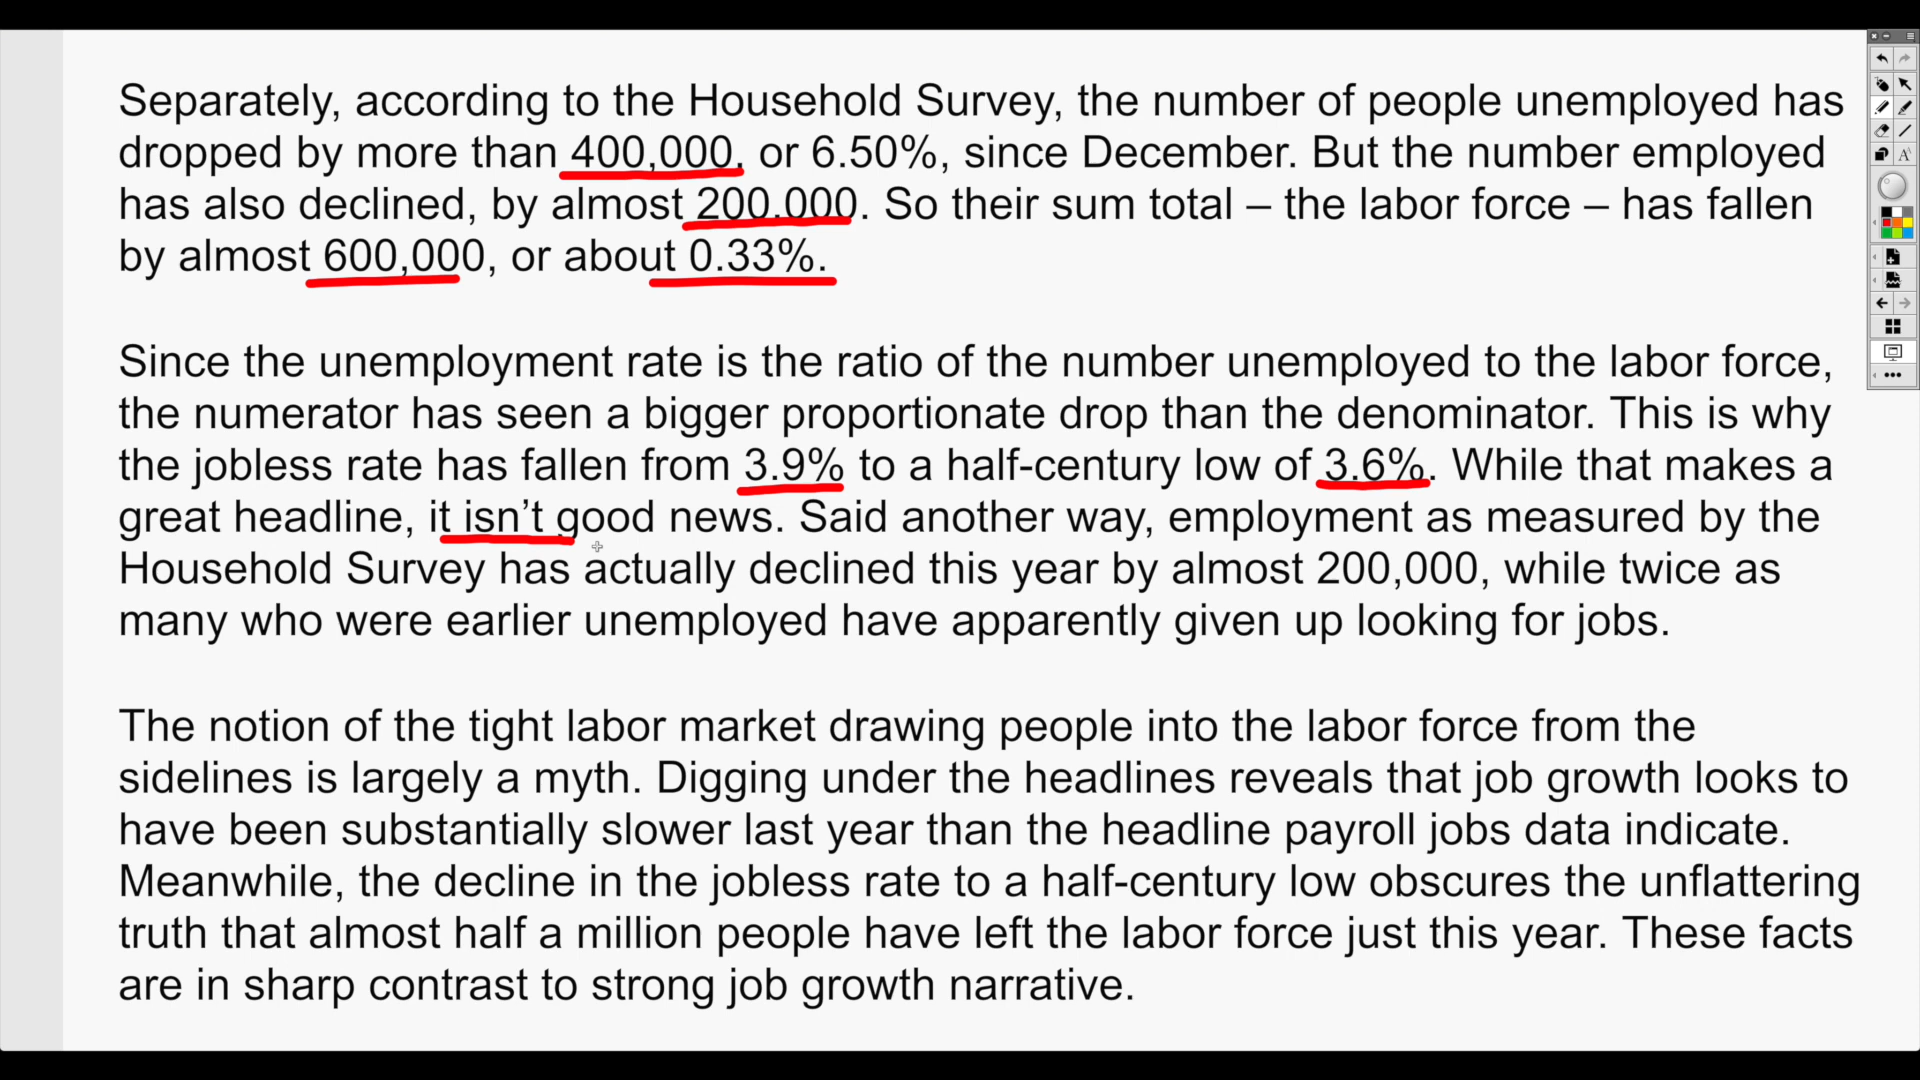 Separately, according to the Household Survey, the number of people unemployed has
dropped by more than 400,000, or 6.50%, since December. But the number employed
has also declined, by almost 200,000. So their sum total – the labor force – has fallen
by almost 600,000, or about 0.33%.
Since the unemployment rate is the ratio of the number unemployed to the labor force,
the numerator has seen a bigger proportionate drop than the denominator. This is why
the jobless rate has fallen from 3.9% to a half-century low of 3.6%. While that makes a
great headline, it isn’t good news. Said another way, employment as measured by the
Household Survey has actually declined this year by almost 200,000, while twice as
many who were earlier unemployed have apparently given up looking for jobs.
The notion of the tight labor market drawing people into the labor force from the
sidelines is largely a myth. Digging under the headlines reveals that job growth looks to
have been substantially slower last year than the headline payroll jobs data indicate.
Meanwhile, the decline in the jobless rate to a half-century low obscures the unflattering
truth that almost half a million people have left the labor force just this year. These facts
are in sharp contrast to strong job growth narrative.